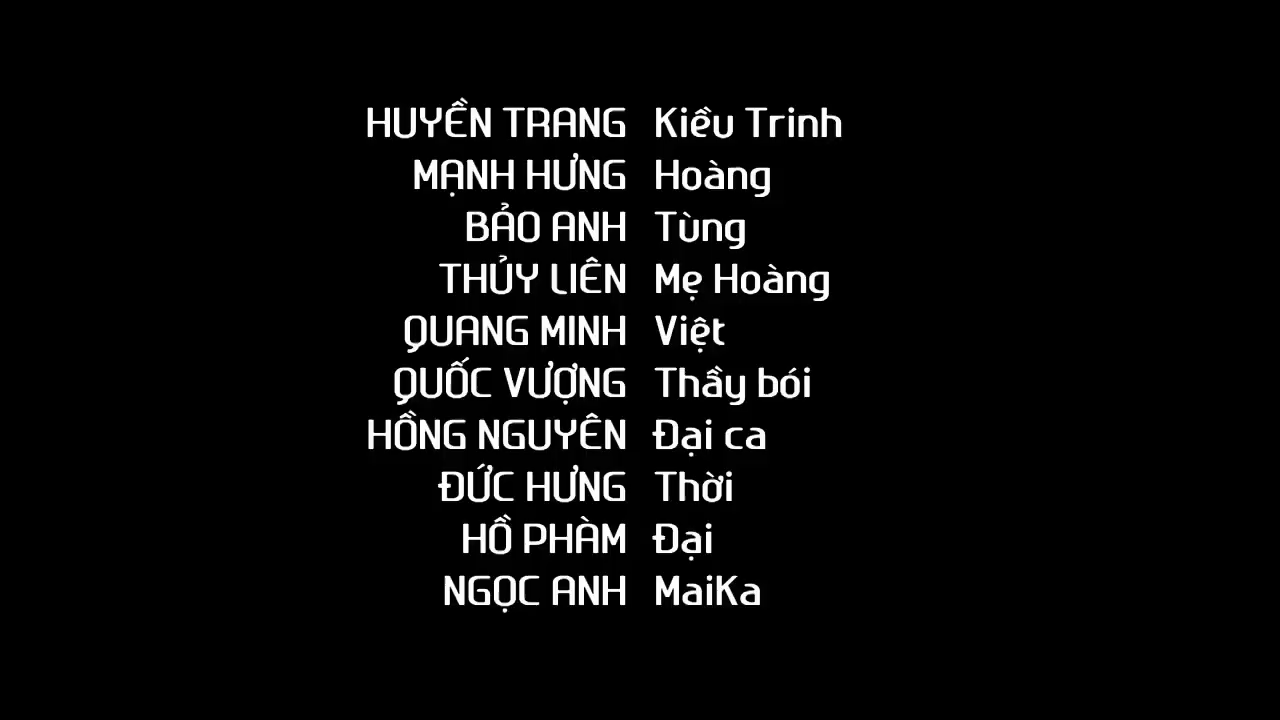 HUYỀN TRANG Kiều Trinh
MẠNH HƯNG Hoàng
BẢO ANH Tùng
THỦY LIÊN Mẹ Hoàng
QUANG MINH Việt
QUỐC VƯỢNG Thầy bói
HỒNG NGUYÊN Đại ca
ĐỨC HƯNG Thời
HỒ PHÀM Đại
NGỌC ANH MaiKa